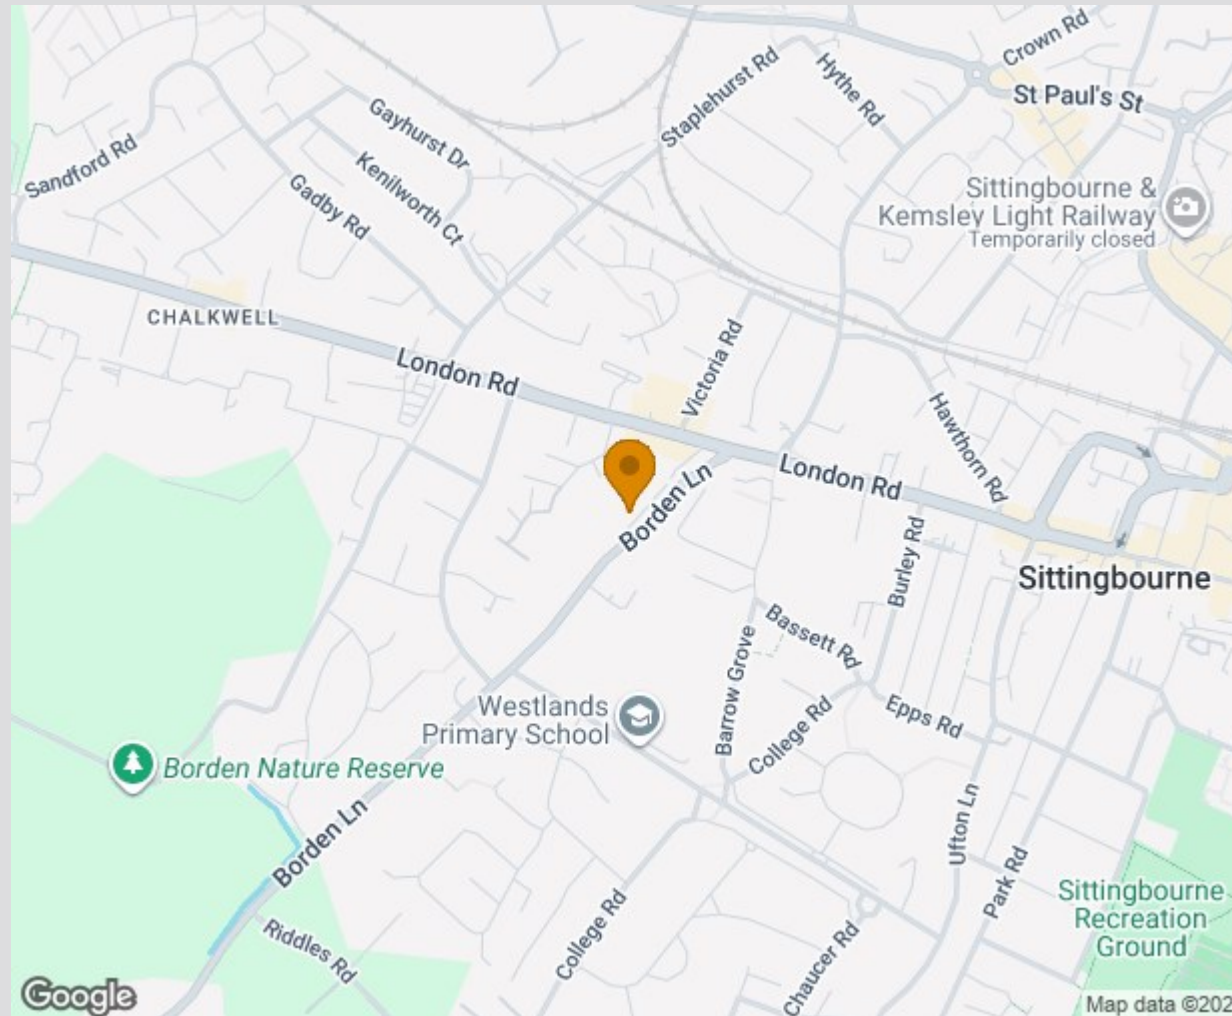 Crown Rd
St Paul's St
Hythe Rd
Staplehurst Rd
Gayhurst Dr
Kenilworth Ct
Sandford Rd
Gadby Rd
Sittingbourne &
Kemsley Light Railway
Temporarily closed
CHALKWELL
London Rd
Victoria Rd
Hawthorn Rd
London Rd
Borden Ln
Burley Rd
Sittingbourne
Bassett Rd
Barrow Grove
Westlands
Primary School
College Rd
Epps Rd
Borden Nature Reserve
Borden Ln
Ufton Ln
Park Rd
Sittingbourne
Recreation
Ground
College Rd
Riddles Rd
Chaucer Rd
Google
Map data ©202